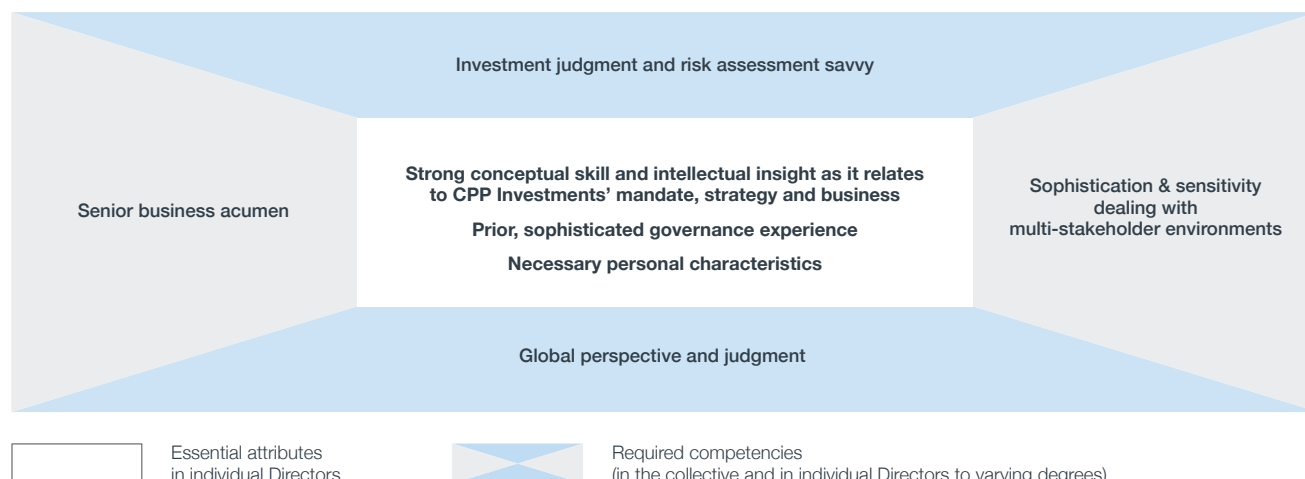 Investment judgment and risk assessment savvy
Strong conceptual skill and intellectual insight as it relates
to CPP Investments’ mandate, strategy and business
Prior, sophisticated governance experience
Necessary personal characteristics
Senior business acumen
Sophistication & sensitivity
dealing with
multi-stakeholder environments
Global perspective and judgment
Essential attributes
in individual Directors
Required competencies
(in the collective and in individual Directors to varying degrees)